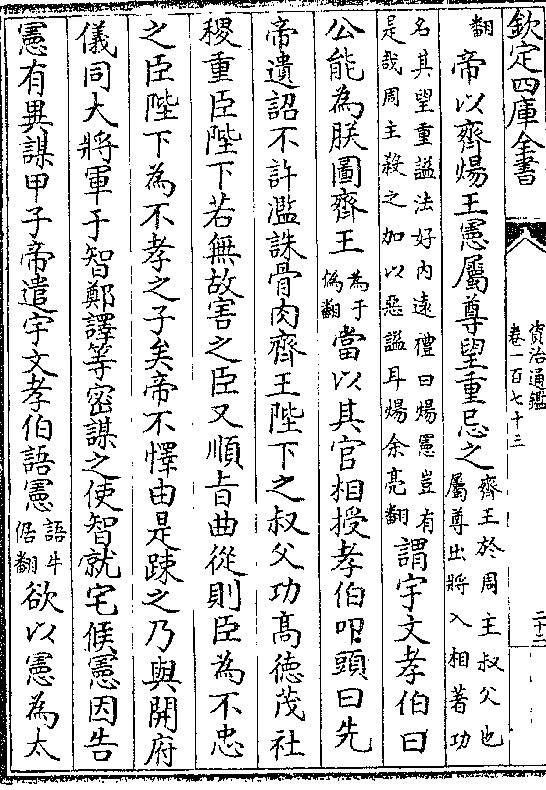 欽定四庫全書
資治通鑑
卷一百七十三
二十三
翻帝以齊煬王憲屬尊望重忌之齊王於周主叔父也屬尊出將入相著功
名其望重諡法好內遠禮曰煬憲豈有是哉周主殺之加以惡諡耳煬余亮翻謂宇文孝伯曰
公能為朕圖齊王為于偽翻當以其官相授孝伯叩頭曰先
帝遺詔不許濫誅骨肉齊王陛下之叔父功髙德茂社
稷重臣陛下若無故害之臣又順㫖曲從則臣為不忠
之臣陛下為不孝之子矣帝不懌由是踈之乃與開府
儀同大將軍于智鄭譯等密謀之使智就宅候憲因告
憲有異謀甲子帝遣宇文孝伯語憲語牛倨翻欲以憲為太